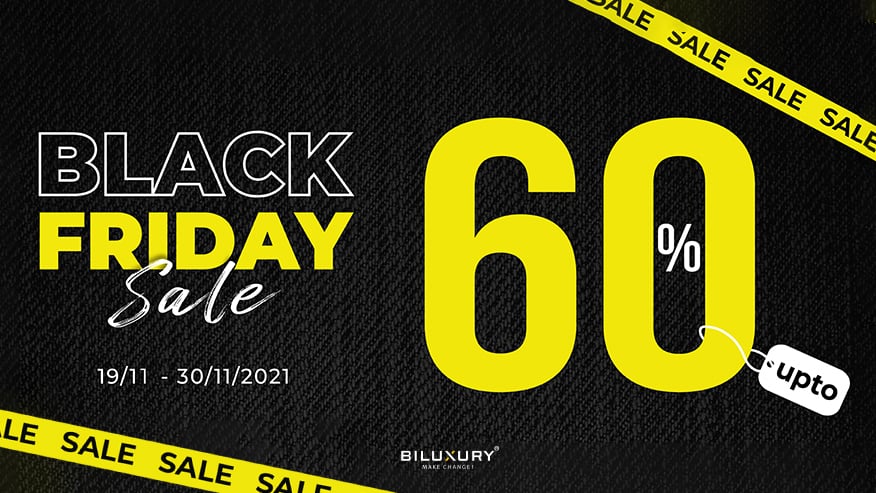 SALE SALE SALE SALE
BLACK
FRIDAY
Sale
19/11 - 30/11/2021
60
%
upto
SALE SALE SALE SALE
BILUXURY®
MAKE CHANGE!